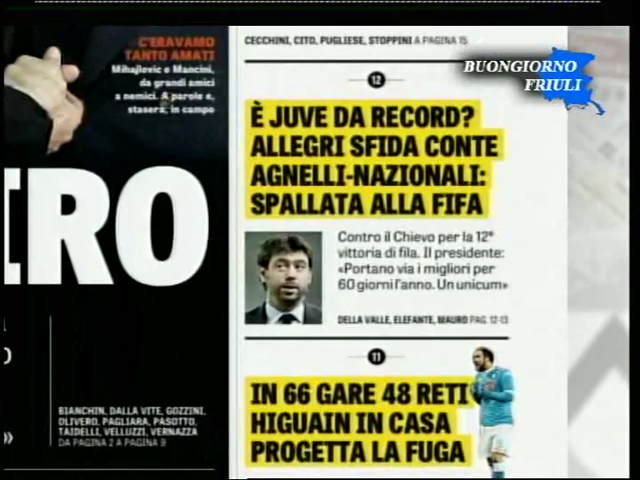 C'ERAVAMO
TANTO AMATI
Mihajlovic e Mancini,
da grandi amici
a nemici. A parole e,
stasera, in campo
IRO
BIANCHIN, DALLA VITE, GOZZINI,
OLIVERO, PAGLIARA, PASOTTO,
TAIDELLI, VELLUZZI, VERNAZZA
DA PAGINA 2 A PAGINA 9
CECCHINI, CITO, PUGLIESE, STOPPINI A PAGINA 15
BUONGIORNO
FRIULI
12
È JUVE DA RECORD?
ALLEGRI SFIDA CONTE
AGNELLI-NAZIONALI:
SPALLATA ALLA FIFA
Contro il Chievo per la 12ª
vittoria di fila. Il presidente:
«Portano via i migliori per
60 giorni l'anno. Un unicum»
DELLA VALLE, ELEFANTE, MAURO PAG. 12-13
11
IN 66 GARE 48 RETI
HIGUAIN IN CASA
PROGETTA LA FUGA